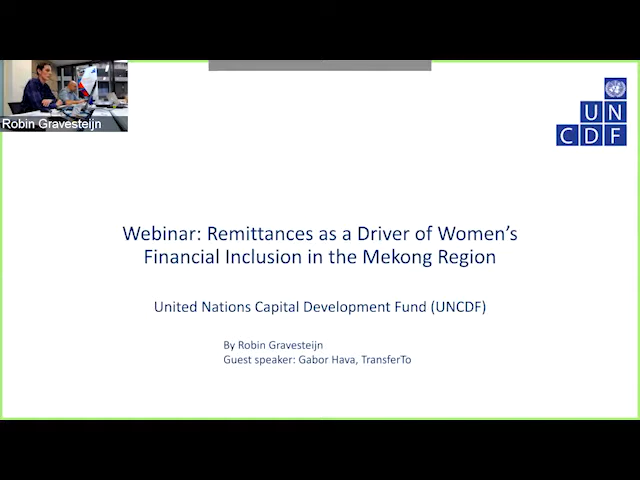 Robin Gravesteijn
UN
CDF
Webinar: Remittances as a Driver of Women’s
Financial Inclusion in the Mekong Region
United Nations Capital Development Fund (UNCDF)
By Robin Gravesteijn
Guest speaker: Gabor Hava, TransferTo